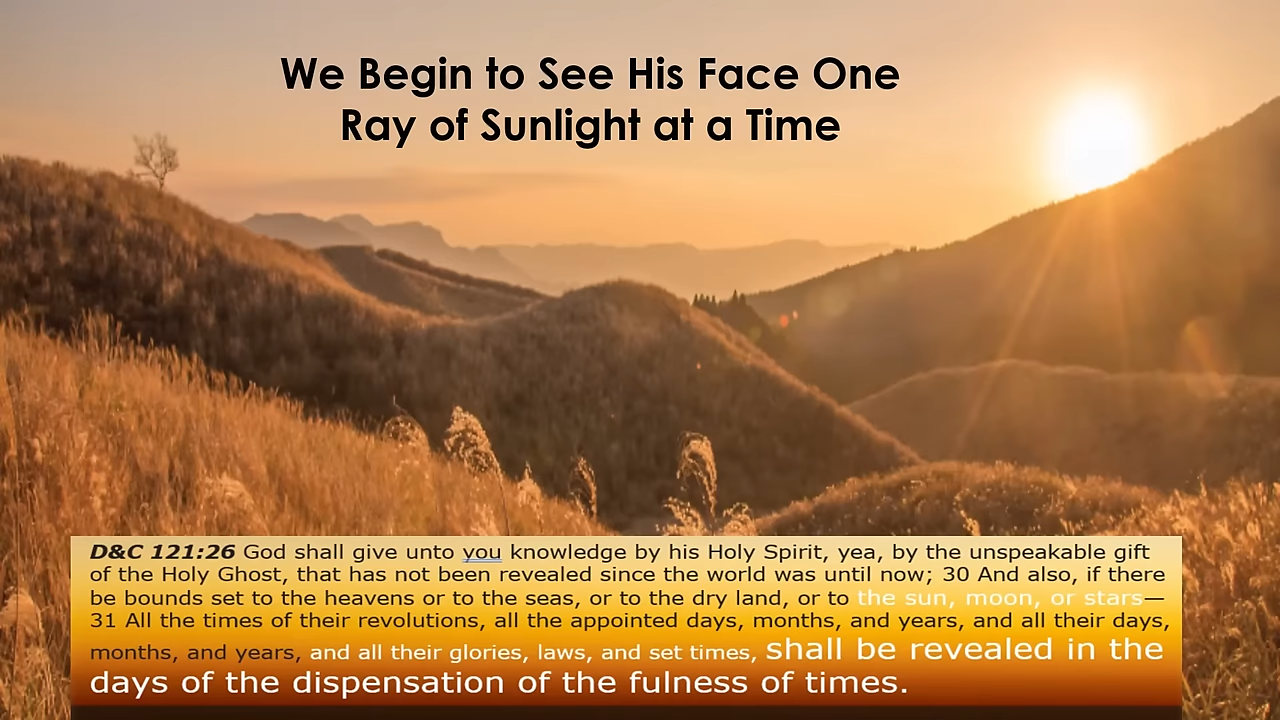 We Begin to See His Face One
Ray of Sunlight at a Time
D&C 121:26 God shall give unto you knowledge by his Holy Spirit, yea, by the unspeakable gift
of the Holy Ghost, that has not been revealed since the world was until now; 30 And also, if there
be bounds set to the heavens or to the seas, or to the dry land, or to the sun, moon, or stars—
31 All the times of their revolutions, all the appointed days, months, and years, and all their days,
months, and years, and all their glories, laws, and set times, shall be revealed in the
days of the dispensation of the fulness of times.